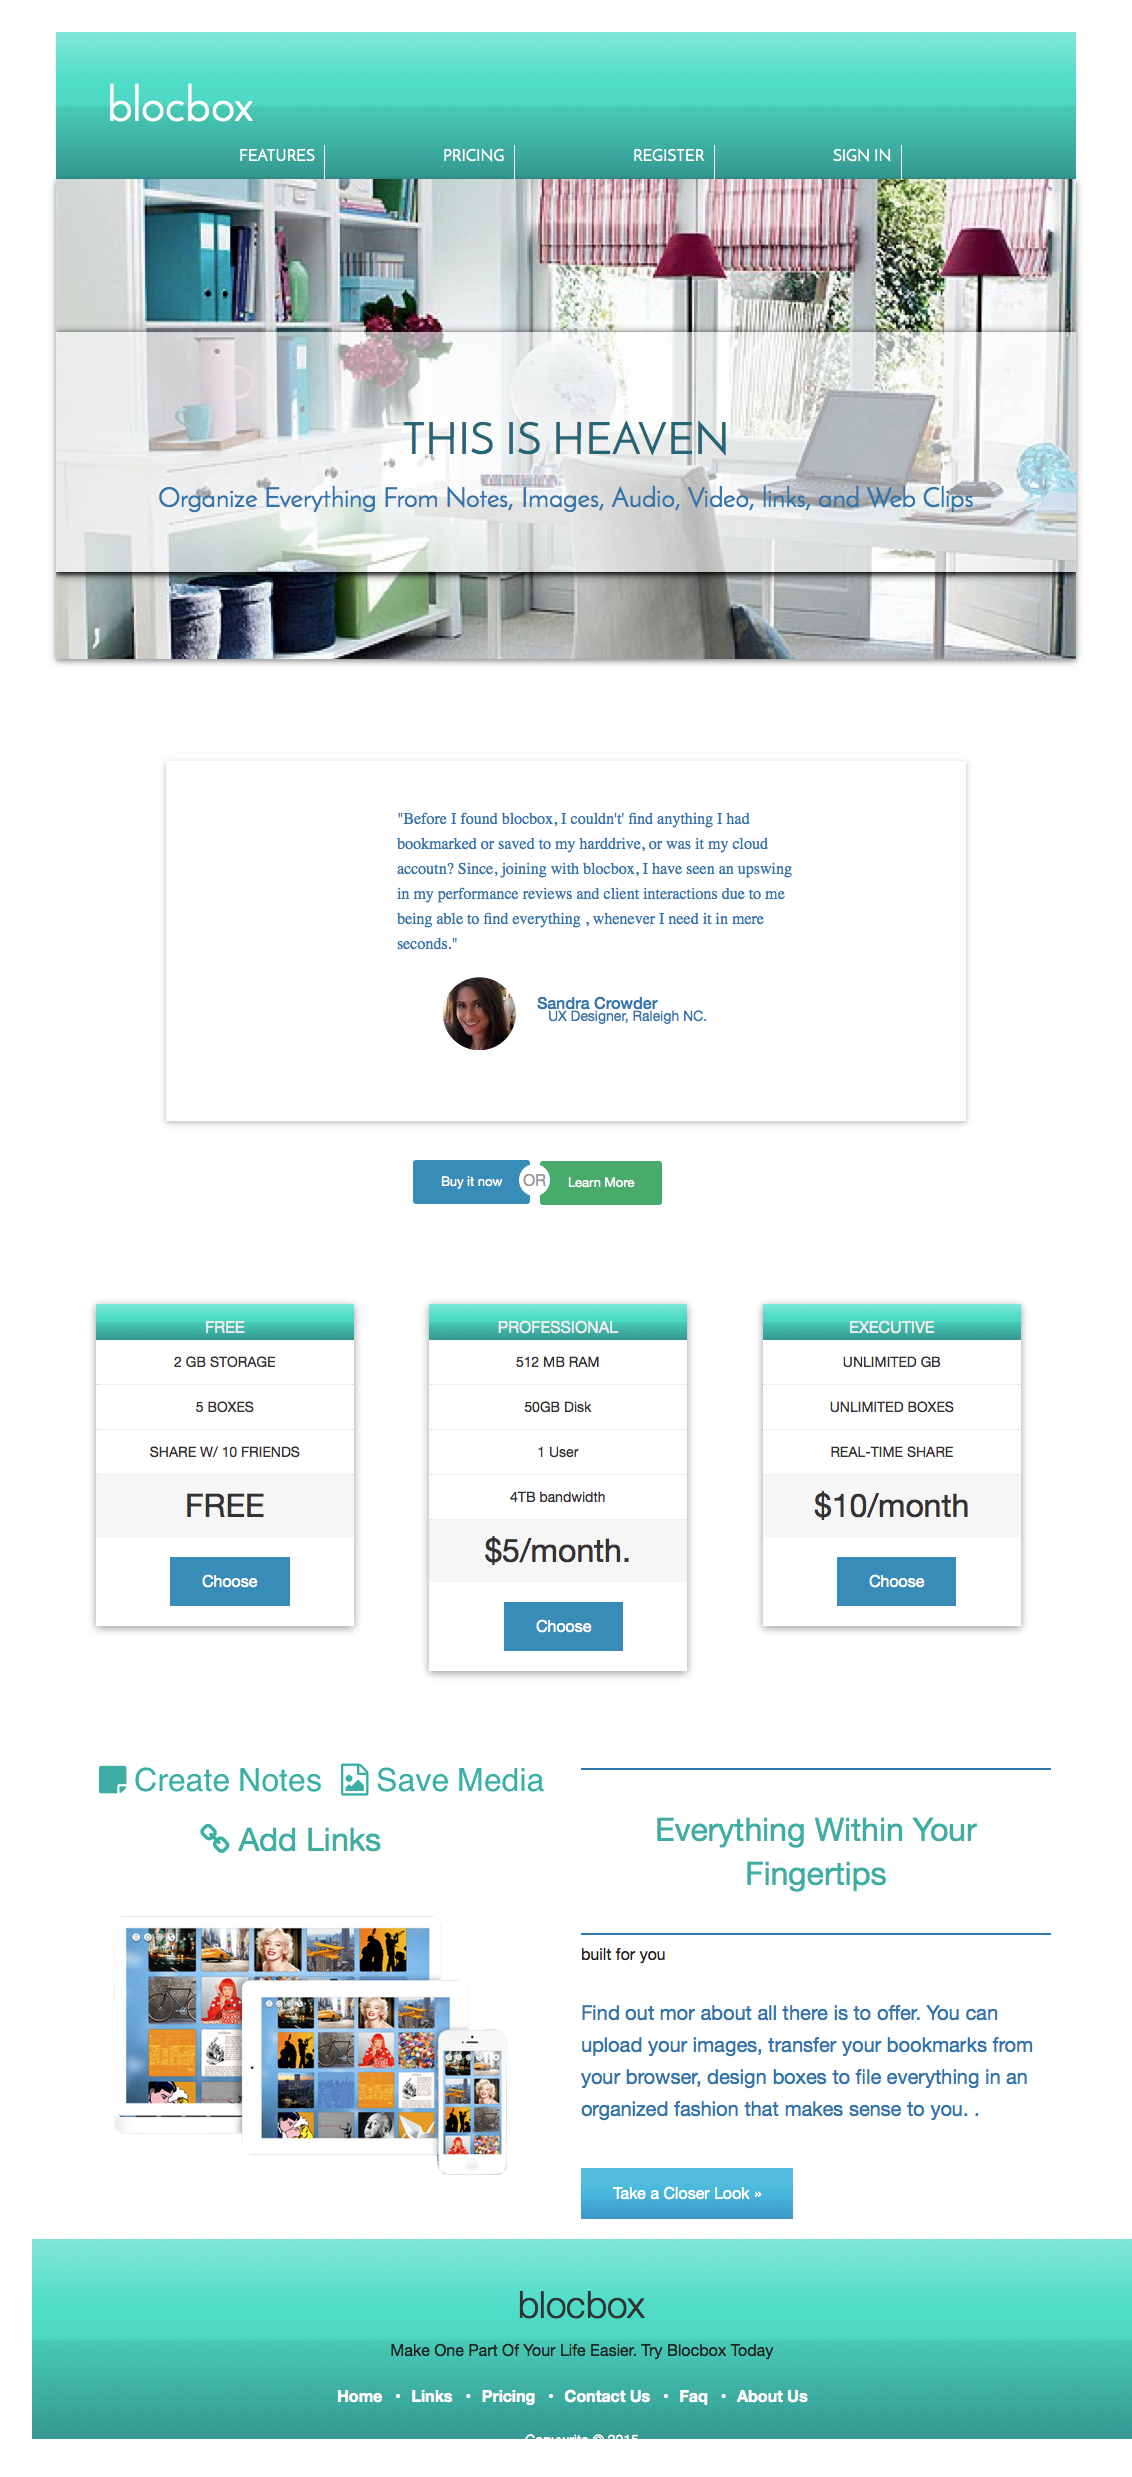 blocbox
FEATURES
PRICING
REGISTER
SIGN IN
THIS IS HEAVEN
Organize Everything From Notes, Images, Audio, Video, links, and Web Clips
"Before I found blocbox, I couldn't' find anything I had
bookmarked or saved to my harddrive, or was it my cloud
accoutn? Since, joining with blocbox, I have seen an upswing
in my performance reviews and client interactions due to me
being able to find everything , whenever I need it in mere
seconds."
Sandra Crowder
UX Designer, Raleigh NC.
Buy it now
OR
Learn More
FREE
2 GB STORAGE
5 BOXES
SHARE W/ 10 FRIENDS
FREE
Choose
PROFESSIONAL
512 MB RAM
50GB Disk
1 User
4TB bandwidth
$5/month.
Choose
EXECUTIVE
UNLIMITED GB
UNLIMITED BOXES
REAL-TIME SHARE
$10/month
Choose
Create Notes
Save Media
Add Links
Everything Within Your
Fingertips
built for you
Find out mor about all there is to offer. You can
upload your images, transfer your bookmarks from
your browser, design boxes to file everything in an
organized fashion that makes sense to you. .
Take a Closer Look »
blocbox
Make One Part Of Your Life Easier. Try Blocbox Today
Home • Links • Pricing • Contact Us • Faq • About Us
Copywrite © 2015